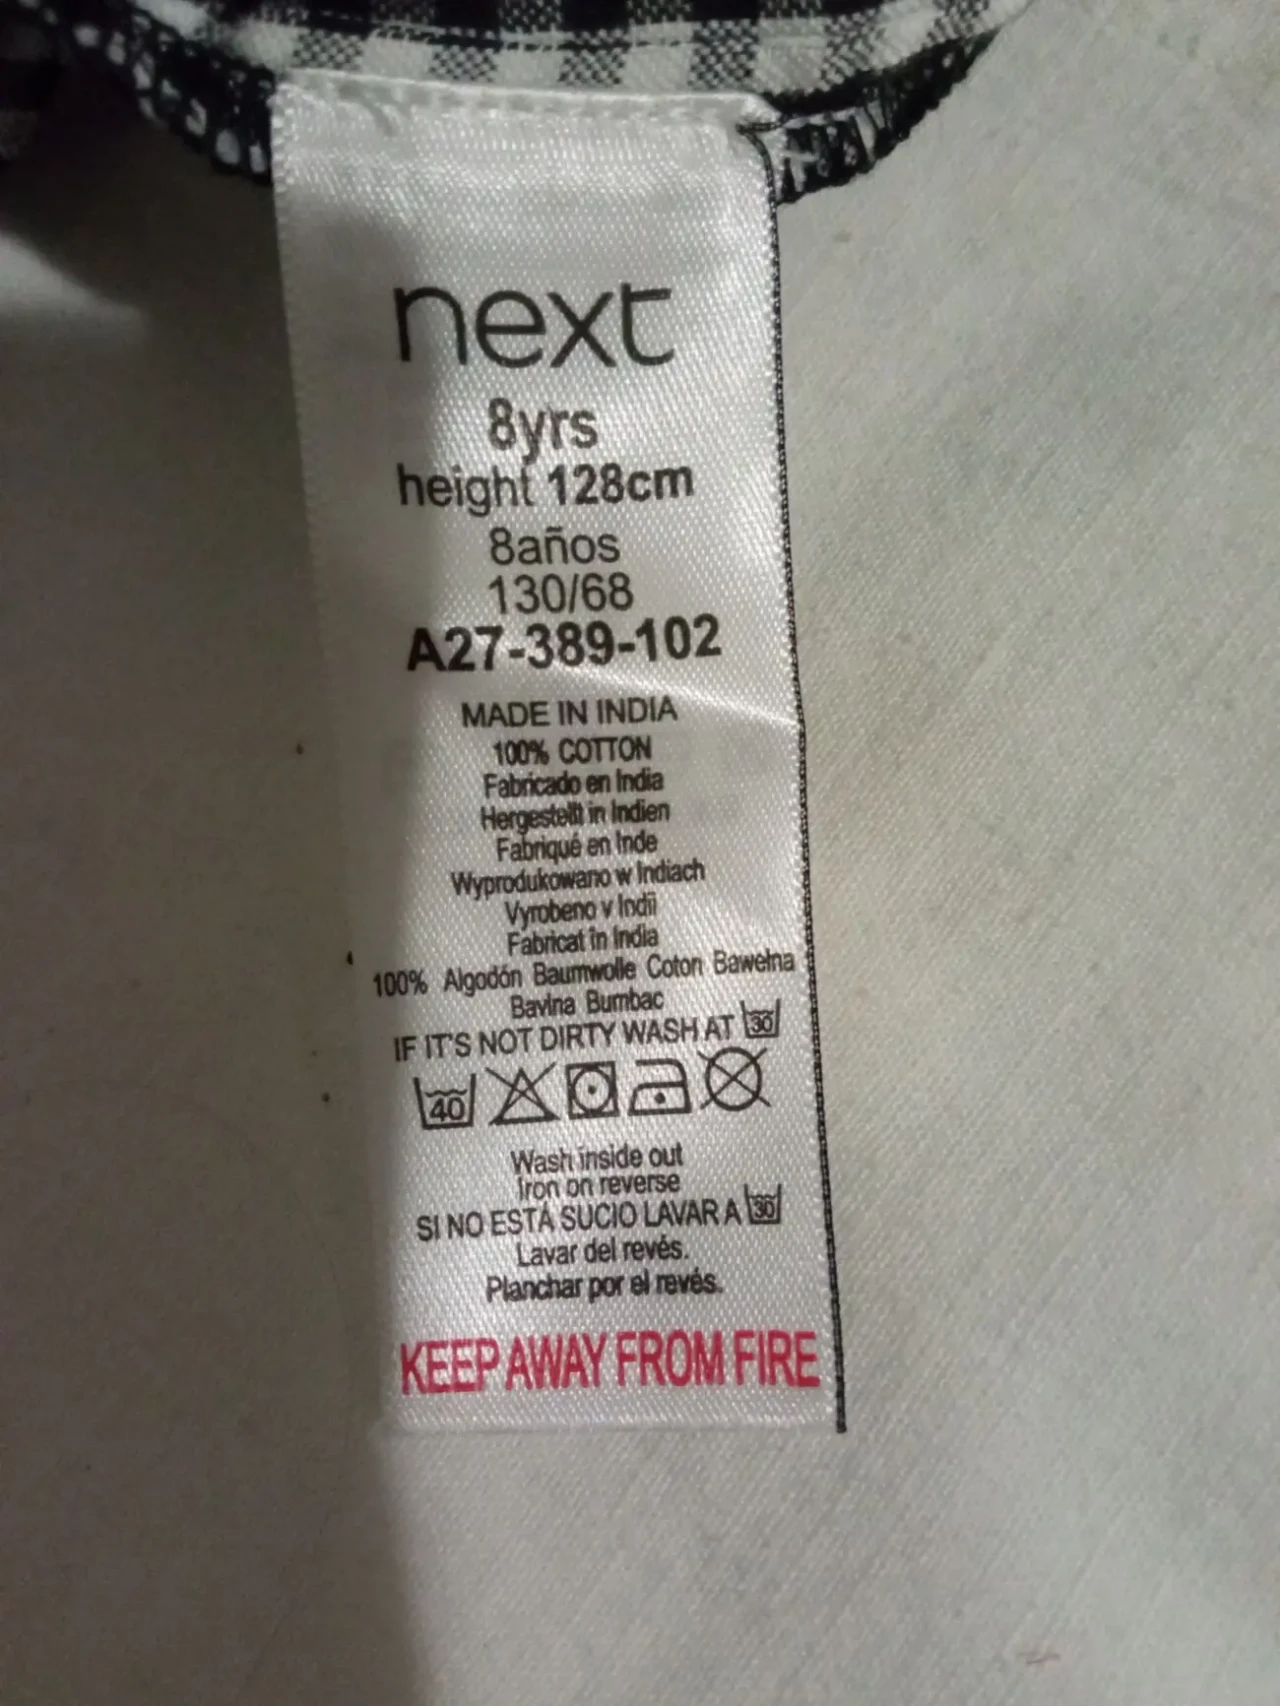 next
8yrs
height 128cm
8años
130/68
A27-389-102
MADE IN INDIA
100% COTTON
Fabricado en India
Hergestellt in Indien
Fabriqué en Inde
Wyprodukowano w Indiach
Vyrobeno v Indii
Fabricat în India
100% Algodón Baumwolle Coton Bawełna
Bavlna Bumbac
IF IT'S NOT DIRTY WASH AT 30
40
Wash inside out
Iron on reverse
SI NO ESTÁ SUCIO LAVAR A 30
Lavar del revés.
Planchar por el revés.
KEEP AWAY FROM FIRE